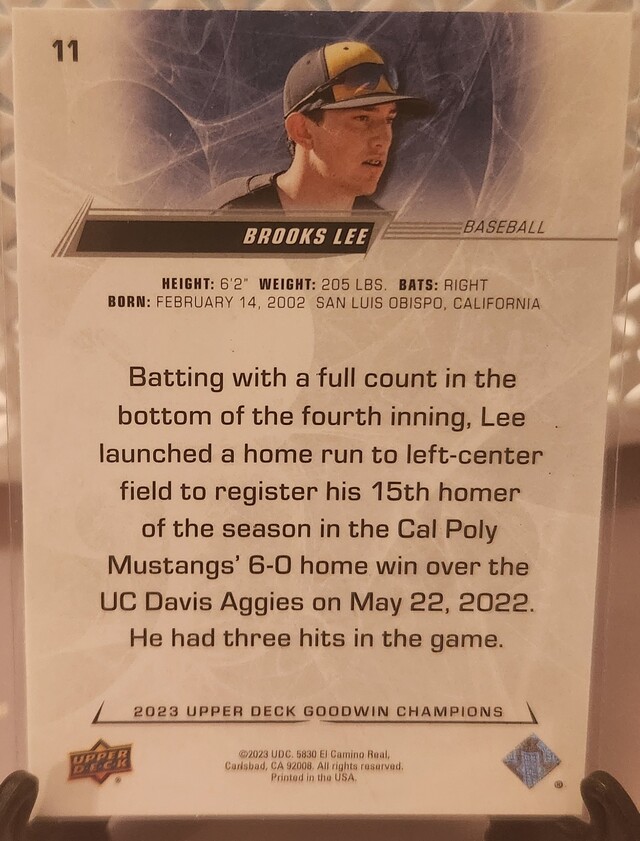 11
BROOKS LEE
BASEBALL
HEIGHT: 6'2" WEIGHT: 205 LBS. BATS: RIGHT
BORN: FEBRUARY 14, 2002 SAN LUIS OBISPO, CALIFORNIA
Batting with a full count in the
bottom of the fourth inning, Lee
launched a home run to left-center
field to register his 15th homer
of the season in the Cal Poly
Mustangs' 6-0 home win over the
UC Davis Aggies on May 22, 2022.
He had three hits in the game.
2023 UPPER DECK GOODWIN CHAMPIONS
UPPER
DECK
®
©2023 UDC. 5830 El Camino Real,
Carlsbad, CA 92008. All rights reserved.
Printed in the USA.
®